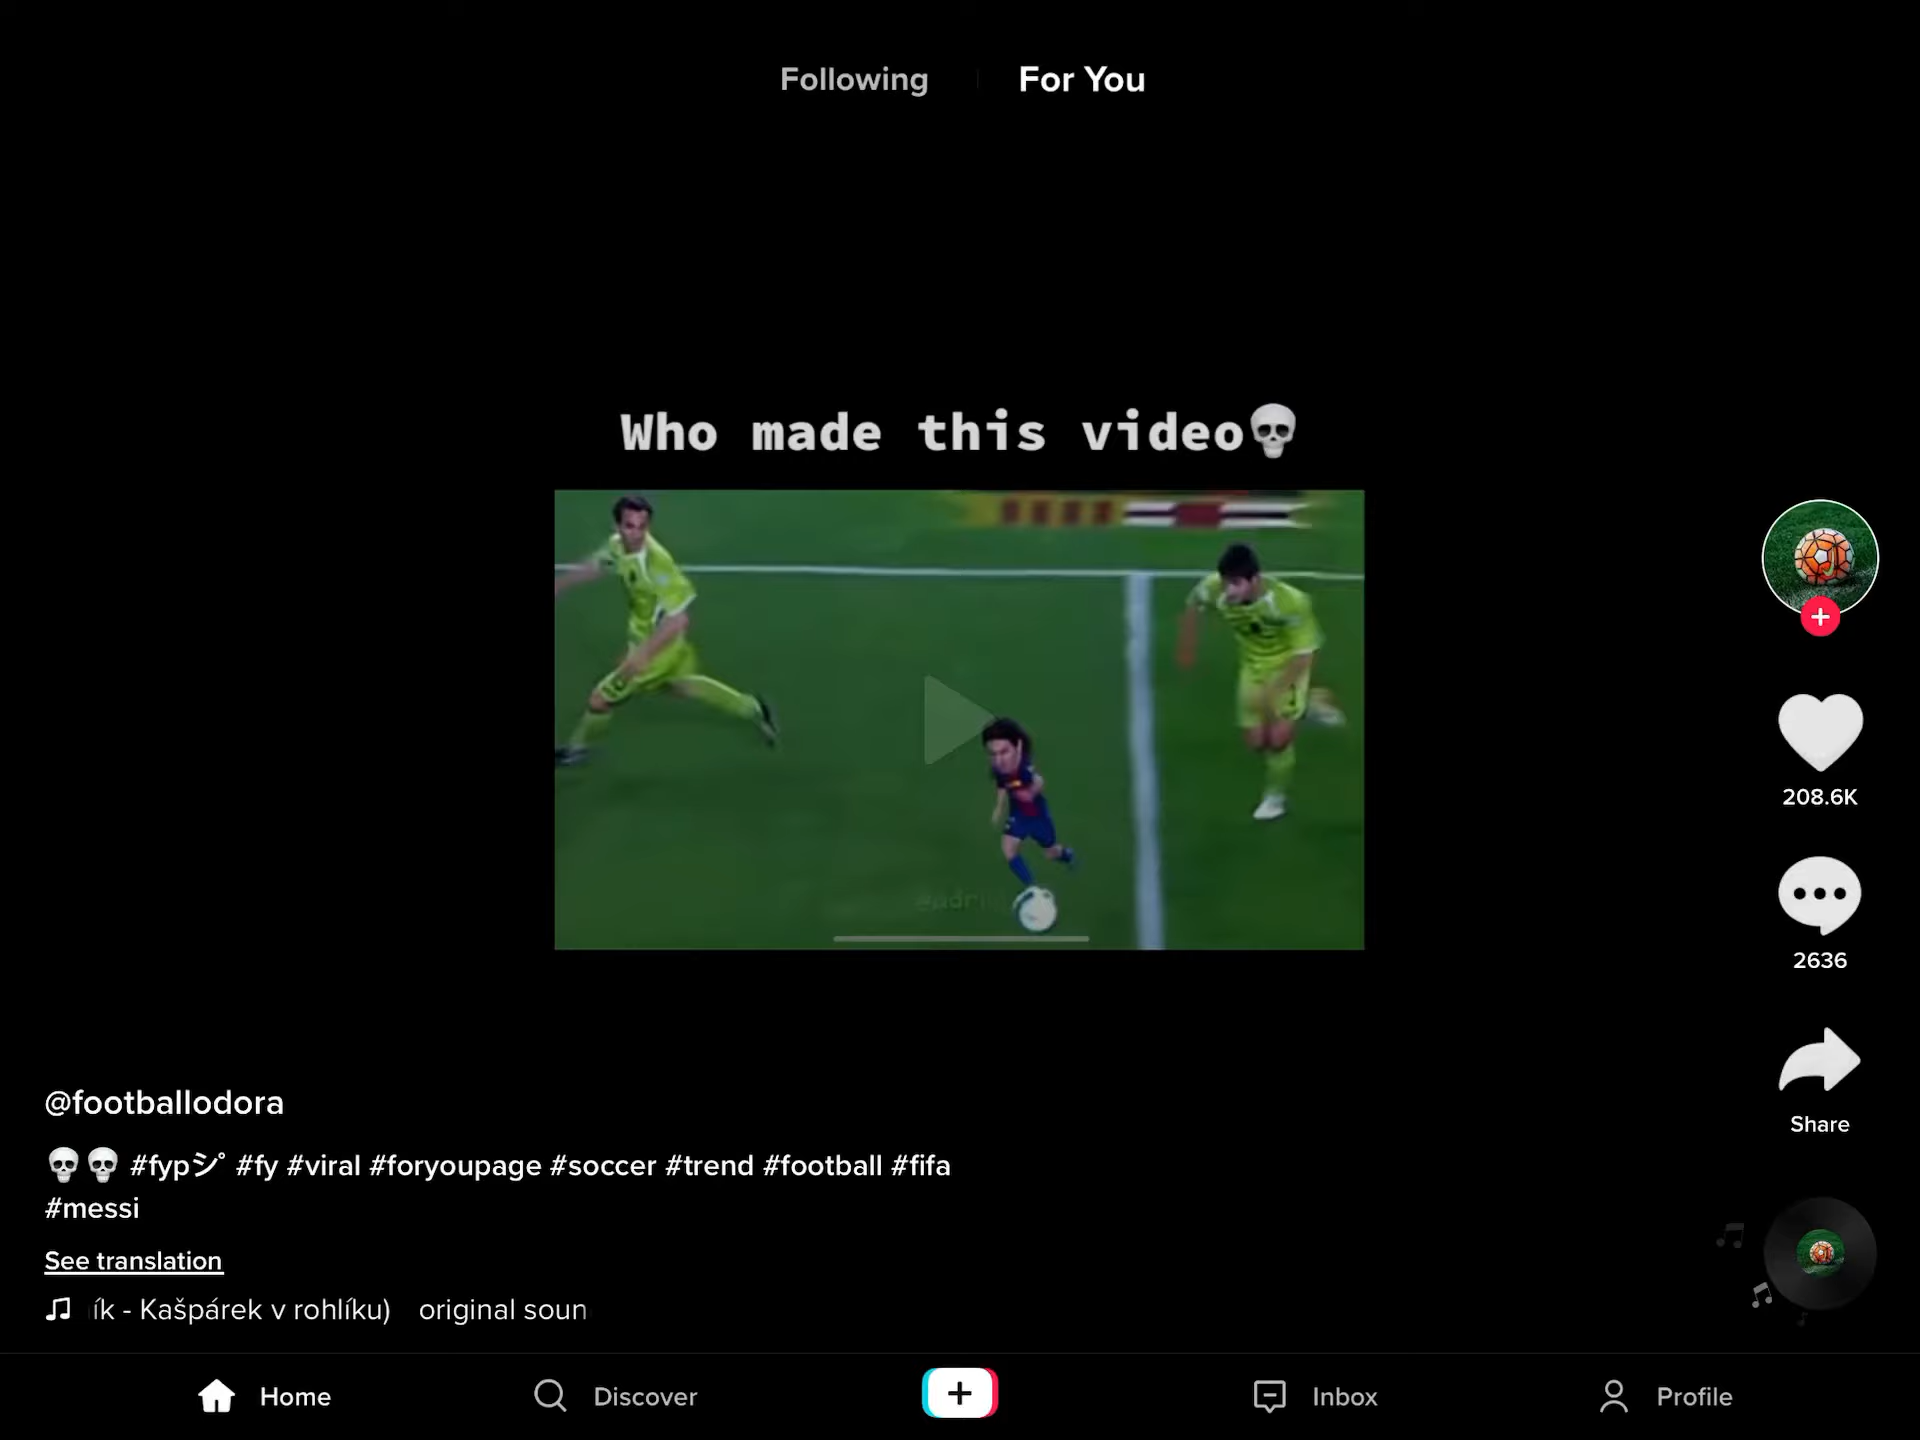 Following
For You
Who made this video💀
208.6K
2636
Share
@footballodora
💀💀 #fypシ゚ #fy #viral #foryoupage #soccer #trend #football #fifa
#messi
See translation
ík - Kašpárek v rohlíku) original soun
Home
Discover
Inbox
Profile